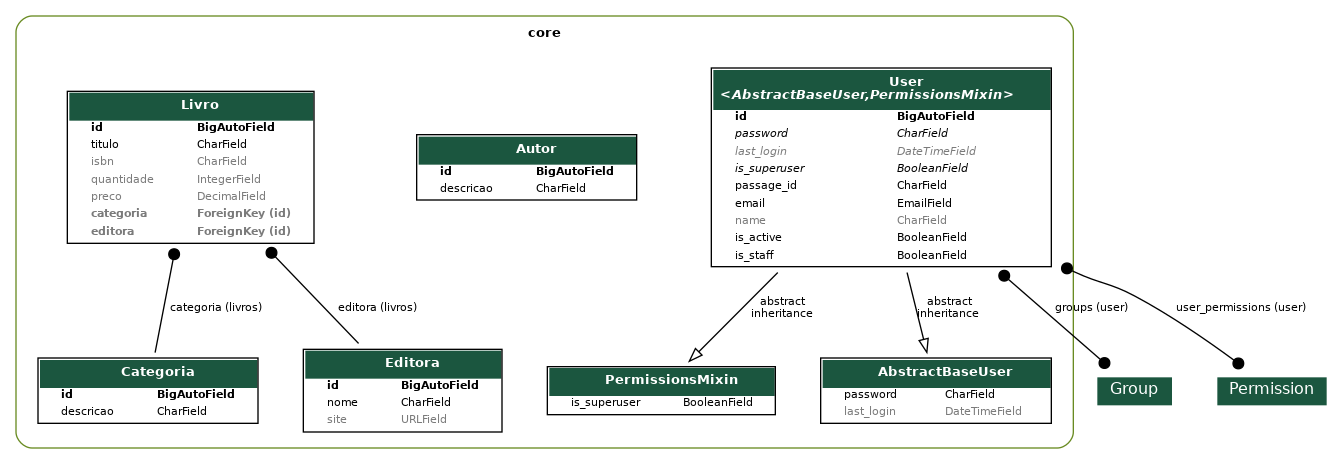 core
Livro
id BigAutoField
titulo CharField
isbn CharField
quantidade IntegerField
preco DecimalField
categoria ForeignKey (id)
editora ForeignKey (id)
Autor
id BigAutoField
descricao CharField
User
<AbstractBaseUser,PermissionsMixin>
id BigAutoField
password CharField
last_login DateTimeField
is_superuser BooleanField
passage_id CharField
email EmailField
name CharField
is_active BooleanField
is_staff BooleanField
categoria (livros)
editora (livros)
abstract
inheritance
abstract
inheritance
groups (user)
user_permissions (user)
Categoria
id BigAutoField
descricao CharField
Editora
id BigAutoField
nome CharField
site URLField
PermissionsMixin
is_superuser BooleanField
AbstractBaseUser
password CharField
last_login DateTimeField
Group
Permission